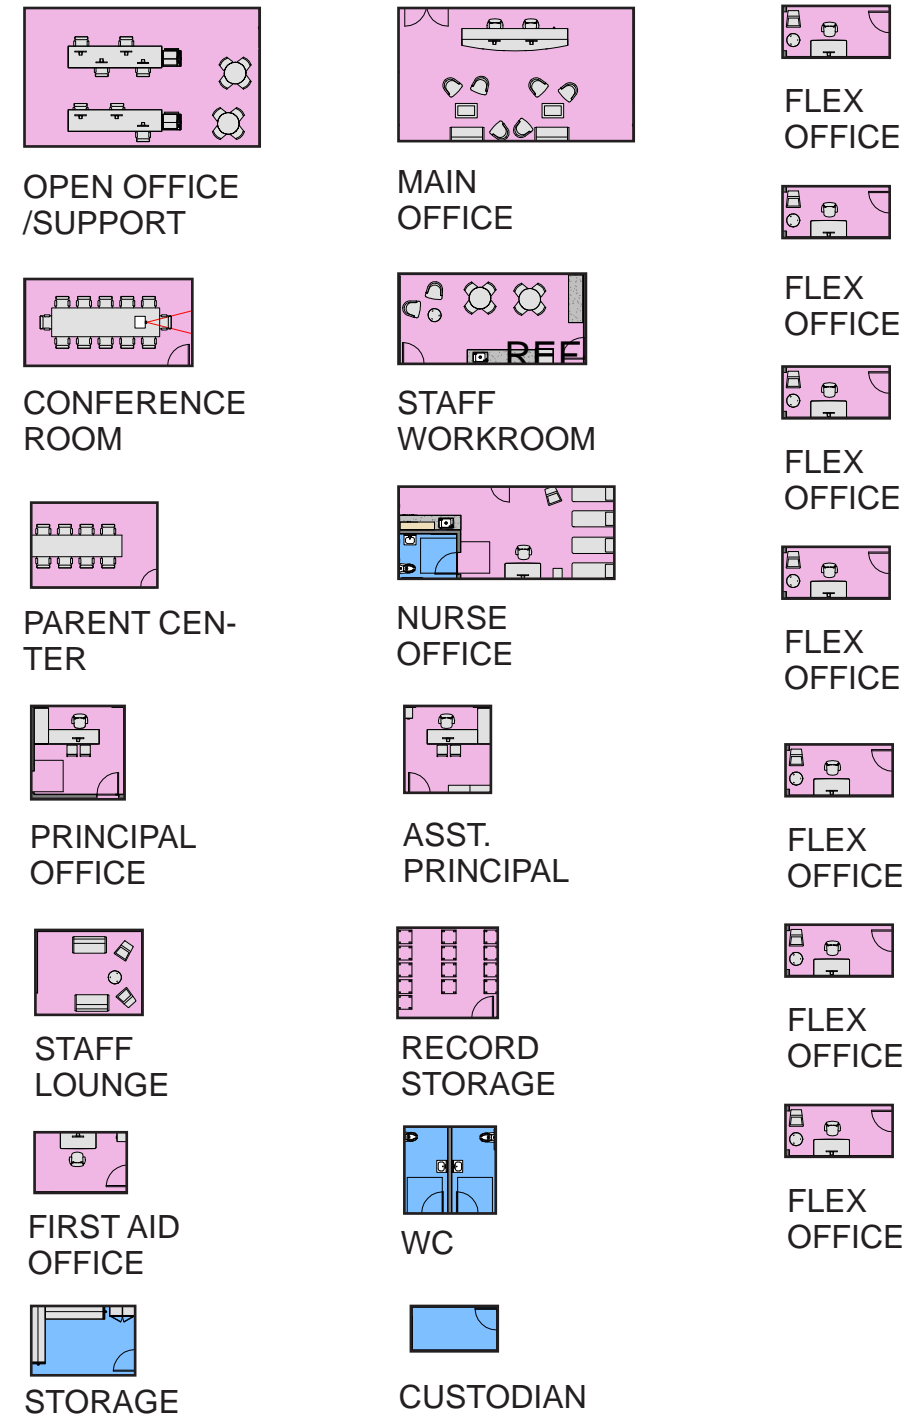 OPEN OFFICE
/SUPPORT
MAIN
OFFICE
FLEX
OFFICE
FLEX
OFFICE
CONFERENCE
ROOM
REF
STAFF
WORKROOM
FLEX
OFFICE
PARENT CEN-
TER
NURSE
OFFICE
FLEX
OFFICE
PRINCIPAL
OFFICE
ASST.
PRINCIPAL
FLEX
OFFICE
STAFF
LOUNGE
RECORD
STORAGE
FLEX
OFFICE
FIRST AID
OFFICE
WC
FLEX
OFFICE
STORAGE
CUSTODIAN